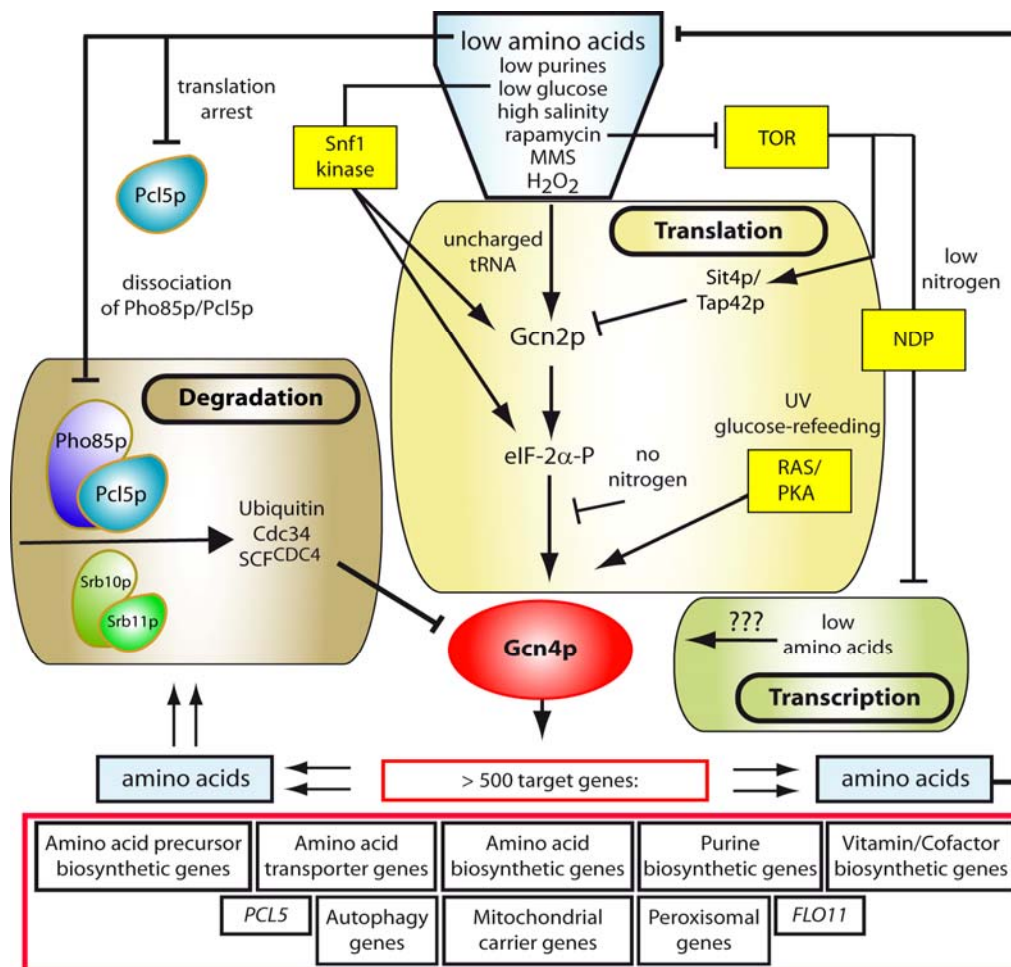 low amino acids
low purines
low glucose
high salinity
rapamycin
MMS
H2O2
translation
arrest
Pcl5p
Snf1
kinase
TOR
dissociation
of Pho85p/Pcl5p
uncharged
tRNA
Translation
Sit4p/
Tap42p
low
nitrogen
NDP
Gcn2p
Degradation
Pho85p
Pcl5p
Ubiquitin
Cdc34
SCFCDC4
Srb10p
Srb11p
eIF-2α-P
no
nitrogen
UV
glucose-refeeding
RAS/
PKA
Gcn4p
???
low
amino acids
Transcription
amino acids
> 500 target genes:
amino acids
Amino acid precursor
biosynthetic genes
Amino acid
transporter genes
Amino acid
biosynthetic genes
Purine
biosynthetic genes
Vitamin/Cofactor
biosynthetic genes
PCL5
Autophagy
genes
Mitochondrial
carrier genes
Peroxisomal
genes
FLO11